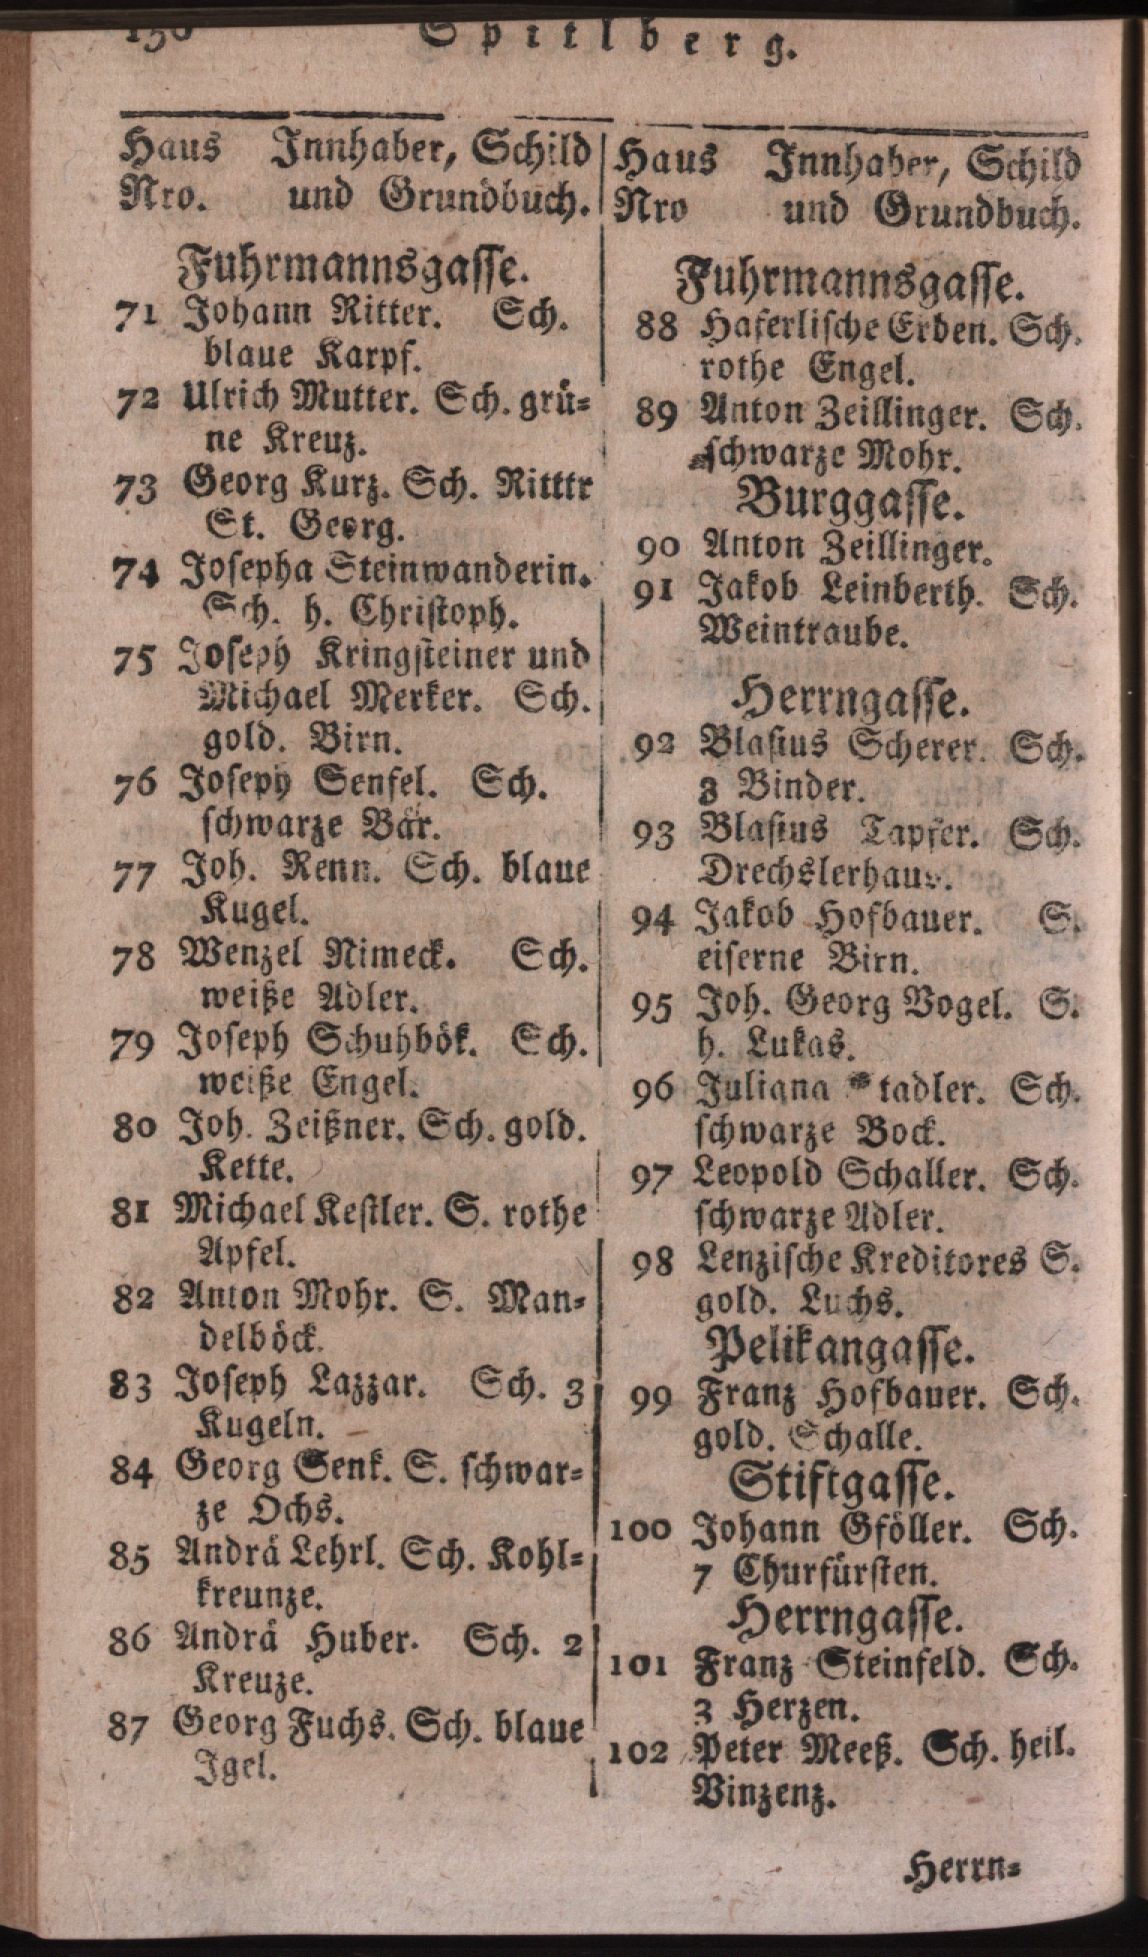 Spitlberg.
Haus Innhaber, Schild
Nro. und Grundbuch.
Fuhrmannsgasse.
71 Johann Ritter. Sch.
blaue Karpf.
72 Ulrich Mutter. Sch. grü-
ne Kreuz.
73 Georg Kurz. Sch. Ritttr
St. Georg.
74 Josepha Steinwanderin.
Sch. h. Christoph.
75 Joseph Kringsteiner und
Michael Merker. Sch.
gold. Birn.
76 Joseph Senfel. Sch.
schwarze Bär.
77 Joh. Renn. Sch. blaue
Kugel.
78 Wenzel Nimeck. Sch.
weiße Adler.
79 Joseph Schuhbök. Sch.
weiße Engel.
80 Joh. Zeißner. Sch. gold.
Kette.
81 Michael Kestler. S. rothe
Apfel.
82 Anton Mohr. S. Man-
delböck.
83 Joseph Lazzar. Sch. 3
Kugeln.
84 Georg Senk. S. schwar-
ze Ochs.
85 Andrä Lehrl. Sch. Kohl-
kreunze.
86 Andrä Huber. Sch. 2
Kreuze.
87 Georg Fuchs. Sch. blaue
Igel.
Haus Innhaber, Schild
Nro und Grundbuch.
Fuhrmannsgasse.
88 Haferlische Erden. Sch.
rothe Engel.
89 Anton Zeillinger. Sch.
schwarze Mohr.
Burggasse.
90 Anton Zeillinger.
91 Jakob Leinberth. Sch.
Weintraube.
Herrngasse.
92 Blasius Scherer. Sch.
3 Binder.
93 Blasius Tapfer. Sch.
Drechslerhaus.
94 Jakob Hofbauer. S.
eiserne Birn.
95 Joh. Georg Vogel. S.
h. Lukas.
96 Juliana tadler. Sch.
schwarze Bock.
97 Leopold Schaller. Sch.
schwarze Adler.
98 Lenzische Kreditores S.
gold. Luchs.
Pelikangasse.
99 Franz Hofbauer. Sch.
gold. Schalle.
Stiftgasse.
100 Johann Gföller. Sch.
7 Churfürsten.
Herrngasse.
101 Franz Steinfeld. Sch.
3 Herzen.
102 Peter Meeß. Sch. heil.
Vinzenz.
Herrn-